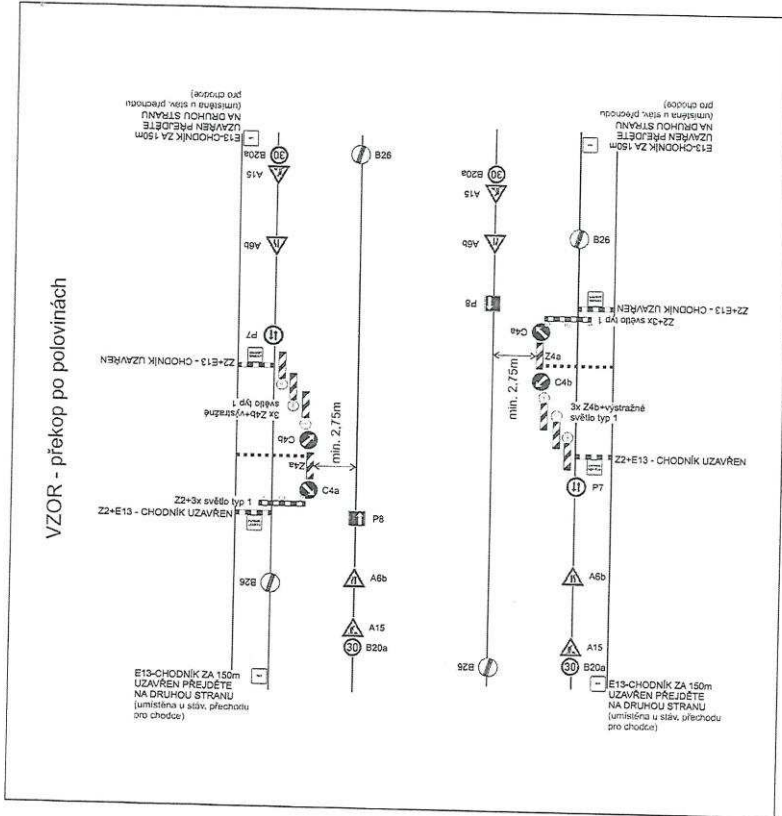 VZOR - překop po polovinách
E13-CHODNÍK ZA 150m
UZAVŘEN PŘEJDĚTE
NA DRUHOU STRANU
(umístěna u stáv. přechodu
pro chodce)
30
B20a
A15
A6b
P7
B26
Z2+E13 - CHODNÍK UZAVŘEN
3x Z4b+výstražné
světlo typ 1
C4b
Z4a
min. 2,75m
C4a
Z2+3x světlo typ 1
Z2+E13 - CHODNÍK UZAVŘEN
P8
B26
A6b
A15
30
B20a
E13-CHODNÍK ZA 150m
UZAVŘEN PŘEJDĚTE
NA DRUHOU STRANU
(umístěna u stáv. přechodu
pro chodce)
E13-CHODNÍK ZA 150m
UZAVŘEN PŘEJDĚTE
NA DRUHOU STRANU
(umístěna u stáv. přechodu
pro chodce)
30
B20a
A15
A6b
B26
P8
Z2+E13 - CHODNÍK UZAVŘEN
Z2+3x světlo typ 1
C4a
Z4a
min. 2,75m
C4b
3x Z4b+výstražné
světlo typ 1
Z2+E13 - CHODNÍK UZAVŘEN
P7
A6b
A15
B26
30
B20a
E13-CHODNÍK ZA 150m
UZAVŘEN PŘEJDĚTE
NA DRUHOU STRANU
(umístěna u stáv. přechodu
pro chodce)